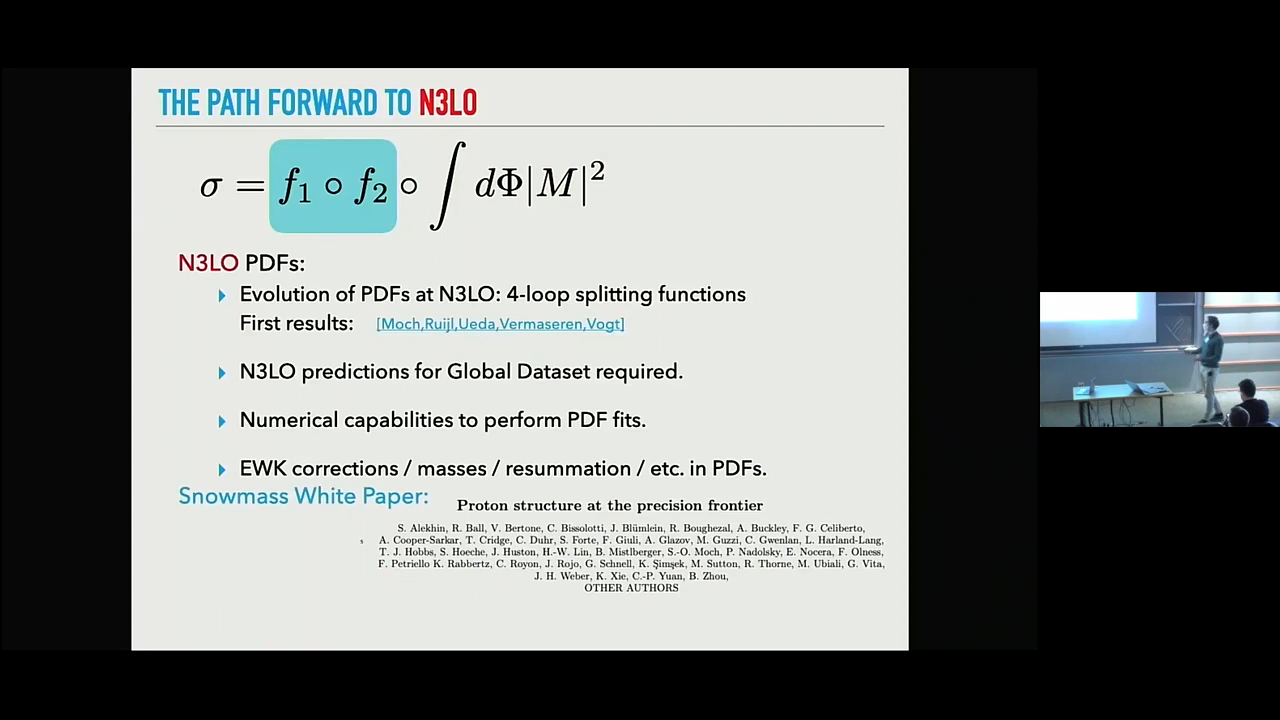 THE PATH FORWARD TO N3LO
σ = f₁ ∘ f₂ ∘ ∫ dΦ|M|²
N3LO PDFs:
Evolution of PDFs at N3LO: 4-loop splitting functions
First results: [Moch,Ruijl,Ueda,Vermaseren,Vogt]
N3LO predictions for Global Dataset required.
Numerical capabilities to perform PDF fits.
EWK corrections / masses / resummation / etc. in PDFs.
Snowmass White Paper:
Proton structure at the precision frontier
S. Alekhin, R. Ball, V. Bertone, C. Bissolotti, J. Blümlein, R. Boughezal, A. Buckley, F. G. Celiberto,
A. Cooper-Sarkar, T. Cridge, C. Duhr, S. Forte, F. Giuli, A. Glazov, M. Guzzi, C. Gwenlan, L. Harland-Lang,
T. J. Hobbs, S. Hoeche, J. Huston, H.-W. Lin, B. Mistlberger, S.-O. Moch, P. Nadolsky, E. Nocera, F. Olness,
F. Petriello K. Rabbertz, C. Royon, J. Rojo, G. Schnell, K. Şimşek, M. Sutton, R. Thorne, M. Ubiali, G. Vita,
J. H. Weber, K. Xie, C.-P. Yuan, B. Zhou,
OTHER AUTHORS